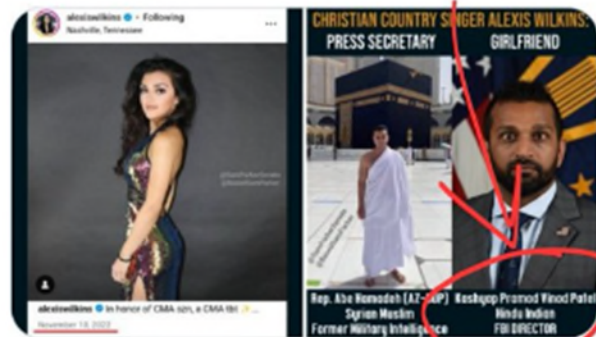 alexiswilkins • Following
Nashville, Tennessee
alexiswilkins In honor of CMA szn, a CMA tbt
November 18, 2022
CHRISTIAN COUNTRY SINGER ALEXIS WILKINS:
PRESS SECRETARY
GIRLFRIEND
Rep. Abe Hamadeh (AZ-
Syrian Muslim
Former Military Intelligence
Kashyap Pramod Vinod Patel
Hindu Indian
FBI DIRECTOR